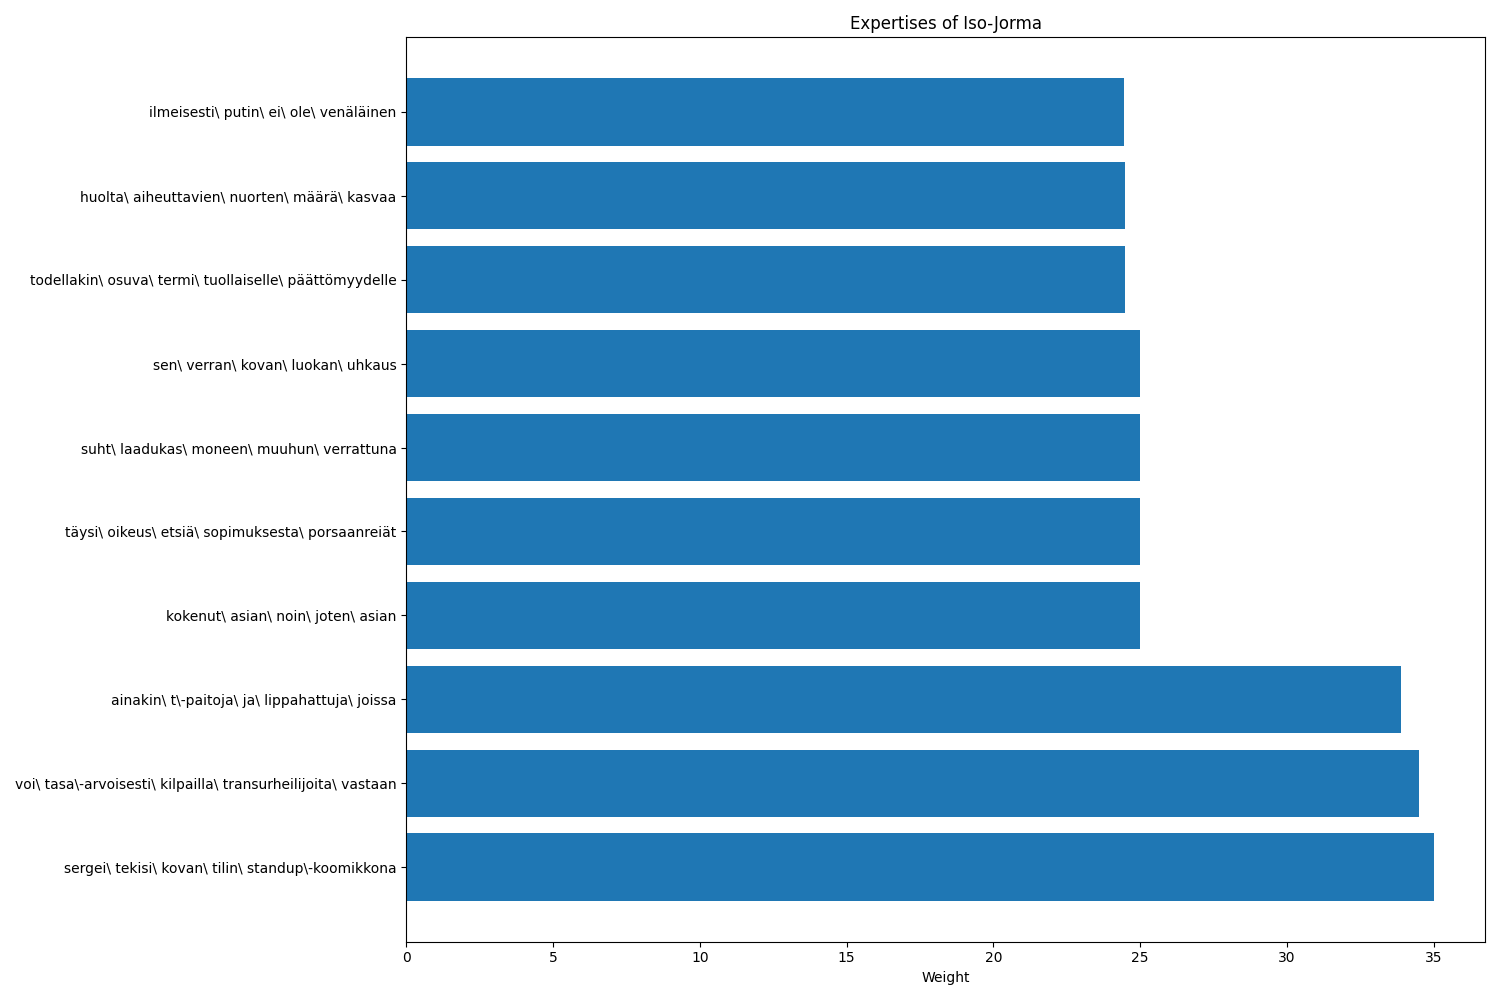 Expertises of Iso-Jorma
ilmeisesti\ putin\ ei\ ole\ venäläinen
huolta\ aiheuttavien\ nuorten\ määrä\ kasvaa
todellakin\ osuva\ termi\ tuollaiselle\ päättömyydelle
sen\ verran\ kovan\ luokan\ uhkaus
suht\ laadukas\ moneen\ muuhun\ verrattuna
täysi\ oikeus\ etsiä\ sopimuksesta\ porsaanreiät
kokenut\ asian\ noin\ joten\ asian
ainakin\ t\-paitoja\ ja\ lippahattuja\ joissa
voi\ tasa\-arvoisesti\ kilpailla\ transurheilijoita\ vastaan
sergei\ tekisi\ kovan\ tilin\ standup\-koomikkona
0 5 10 15 20 25 30 35
Weight